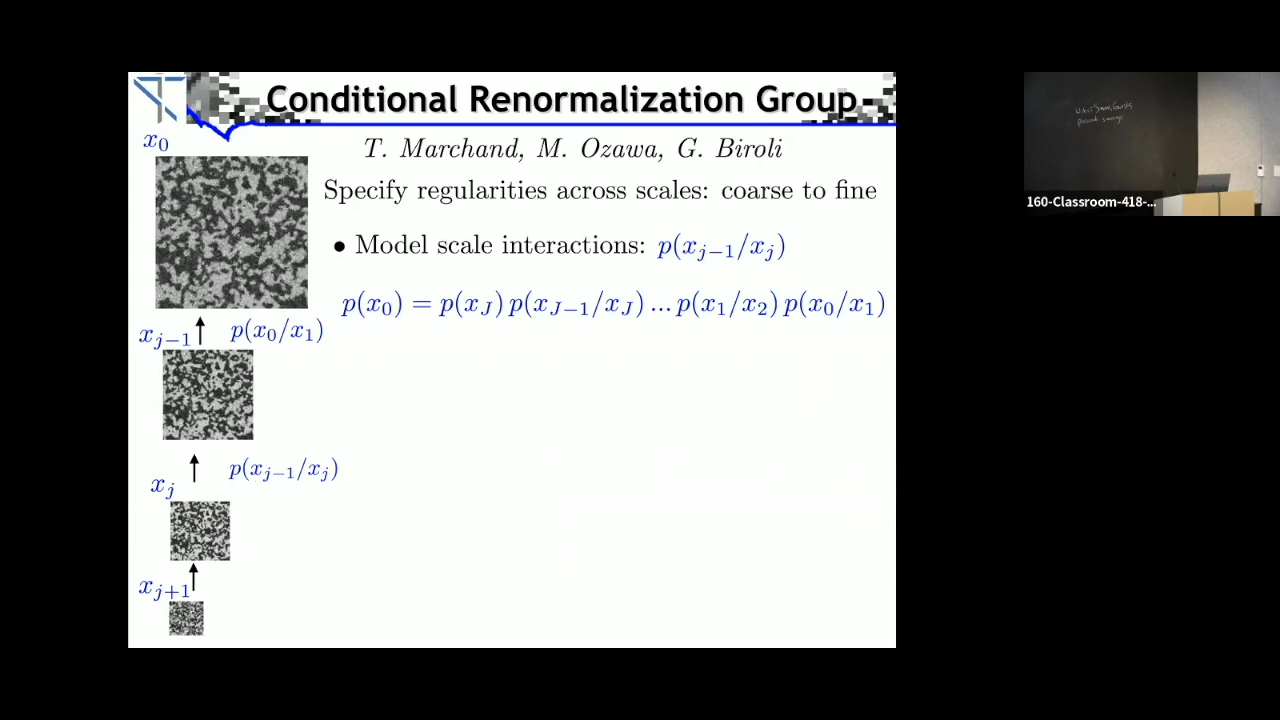 Conditional Renormalization Group
x_0
T. Marchand, M. Ozawa, G. Biroli
Specify regularities across scales: coarse to fine
• Model scale interactions: p(x_{j−1}/x_j)
p(x_0) = p(x_J) p(x_{J−1}/x_J) ... p(x_1/x_2) p(x_0/x_1)
x_{j−1} p(x_0/x_1)
p(x_{j−1}/x_j)
x_j
x_{j+1}
160-Classroom-418-...